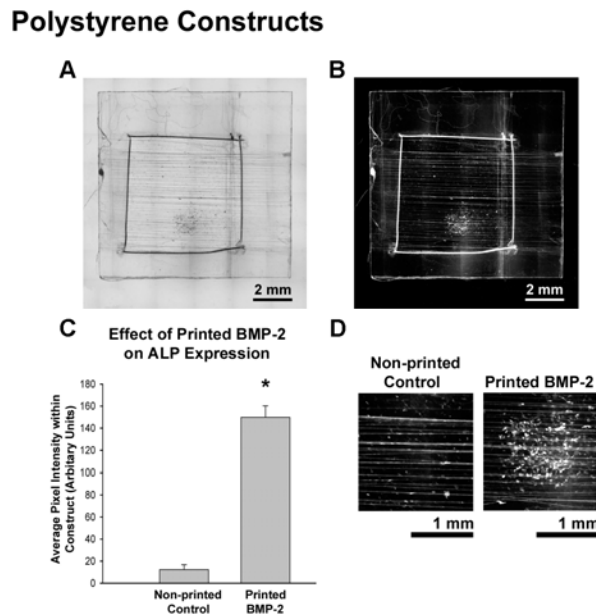 Polystyrene Constructs
A
B
2 mm
2 mm
C
Effect of Printed BMP-2
on ALP Expression
Average Pixel Intensity within
Construct (Arbitary Units)
180
160
140
120
100
80
60
40
20
0
*
Non-printed
Control
Printed
BMP-2
D
Non-printed
Control
Printed BMP-2
1 mm
1 mm